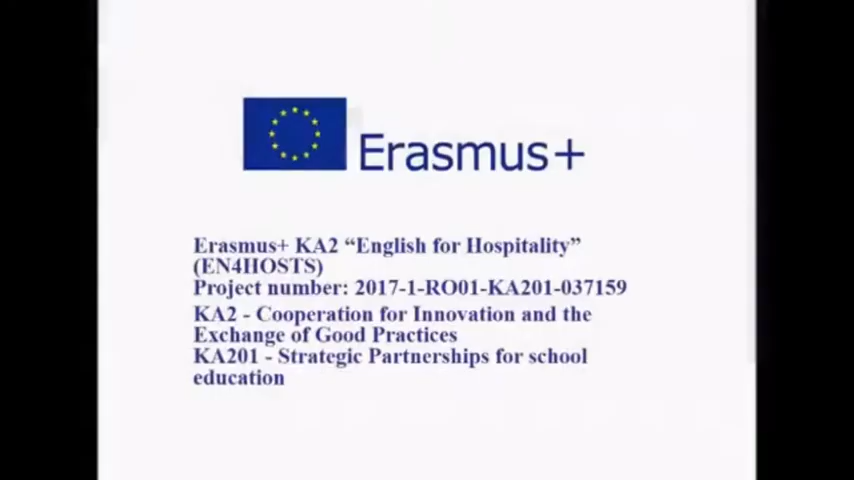 Erasmus+
Erasmus+ KA2 “English for Hospitality”
(EN4HOSTS)
Project number: 2017-1-RO01-KA201-037159
KA2 - Cooperation for Innovation and the
Exchange of Good Practices
KA201 - Strategic Partnerships for school
education